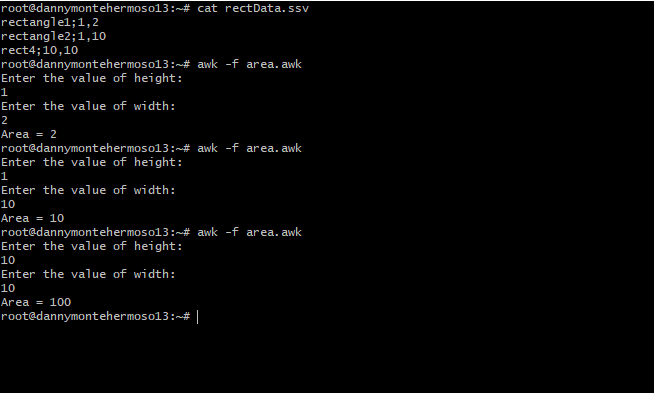 root@dannymontehermoso13:~# cat rectData.ssv
rectangle1;1,2
rectangle2;1,10
rect4;10,10
root@dannymontehermoso13:~# awk -f area.awk
Enter the value of height:
1
Enter the value of width:
2
Area = 2
root@dannymontehermoso13:~# awk -f area.awk
Enter the value of height:
1
Enter the value of width:
10
Area = 10
root@dannymontehermoso13:~# awk -f area.awk
Enter the value of height:
10
Enter the value of width:
10
Area = 100
root@dannymontehermoso13:~#